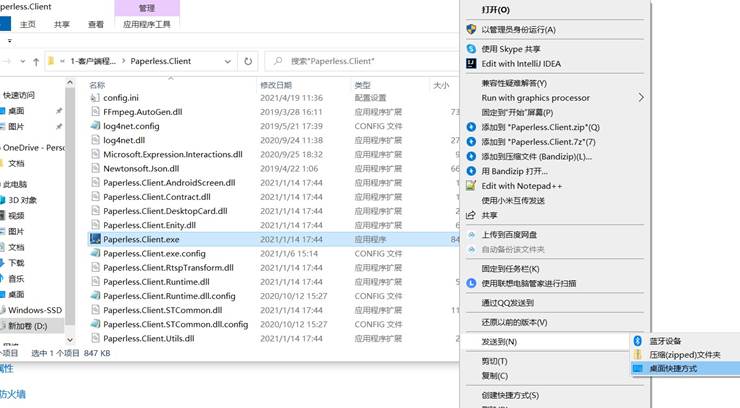 Paperless.Client
管理
主页 共享 查看 应用程序工具
1-客户端程... Paperless.Client 搜索"Paperless.Client"
名称 修改日期 类型 大小
快速访问
桌面
图片
OneDrive - Pers
文档
此电脑
3D 对象
视频
图片
文档
下载
音乐
桌面
Windows-SSD
新加卷 (D:)
config.ini 2021/4/19 11:36 配置设置
FFmpeg.AutoGen.dll 2019/3/28 16:11 应用程序扩展 73
log4net.config 2019/5/21 17:39 CONFIG 文件
log4net.dll 2020/9/24 11:38 应用程序扩展 27
Microsoft.Expression.Interactions.dll 2020/9/25 18:32 应用程序扩展 9
Newtonsoft.Json.dll 2019/4/22 1:06 应用程序扩展 66
Paperless.Client.AndroidScreen.dll 2021/1/14 17:44 应用程序扩展
Paperless.Client.Contract.dll 2021/1/14 17:44 应用程序扩展
Paperless.Client.DesktopCard.dll 2021/1/14 17:44 应用程序扩展
Paperless.Client.Enity.dll 2021/1/14 17:44 应用程序扩展 6
Paperless.Client.exe 2021/1/14 17:44 应用程序 84
Paperless.Client.exe.config 2021/1/6 15:14 CONFIG 文件
Paperless.Client.RtspTransform.dll 2021/1/14 17:44 应用程序扩展
Paperless.Client.Runtime.dll 2021/1/14 17:44 应用程序扩展
Paperless.Client.Runtime.dll.config 2020/10/12 15:27 CONFIG 文件
Paperless.Client.STCommon.dll 2021/1/14 17:44 应用程序扩展 11
Paperless.Client.STCommon.dll.config 2020/10/12 15:27 CONFIG 文件
Paperless.Client.Utils.dll 2021/1/14 17:44 应用程序扩展
个项目 选中 1 个项目 847 KB
属性
防火墙
打开(O)
以管理员身份运行(A)
使用 Skype 共享
Edit with IntelliJ IDEA
兼容性疑难解答(Y)
Run with graphics processor
固定到"开始"屏幕(P)
添加到 "Paperless.Client.zip"(Q)
添加到 "Paperless.Client.7z"(7)
添加到压缩文件 (Bandizip)(L)...
用 Bandizip 打开...
Edit with Notepad++
使用小米互传发送
共享
上传到百度网盘
自动备份该文件夹
固定到任务栏(K)
使用联想电脑管家进行扫描
通过QQ发送到
还原以前的版本(V)
发送到(N)
蓝牙设备
压缩(zipped)文件夹
桌面快捷方式
剪切(T)
复制(C)
创建快捷方式(S)